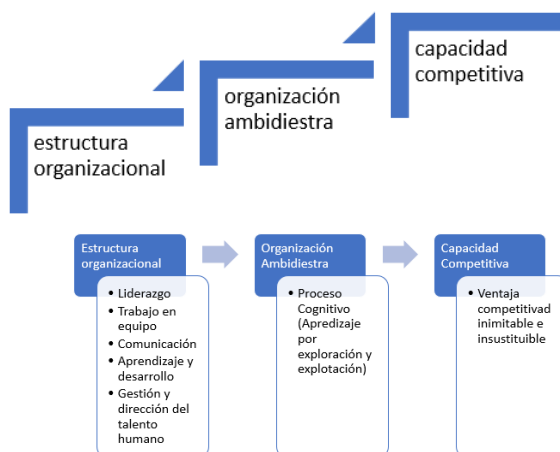 capacidad
competitiva
organización
ambidiestra
estructura
organizacional
Estructura
organizacional
• Liderazgo
• Trabajo en
equipo
• Comunicación
• Aprendizaje y
desarrollo
• Gestión y
dirección del
talento
humano
Organización
Ambidiestra
• Proceso
Cognitivo
(Apredizaje por
exploración y
explotación)
Capacidad
Competitiva
• Ventaja
competitivad
inimitable e
insustituible